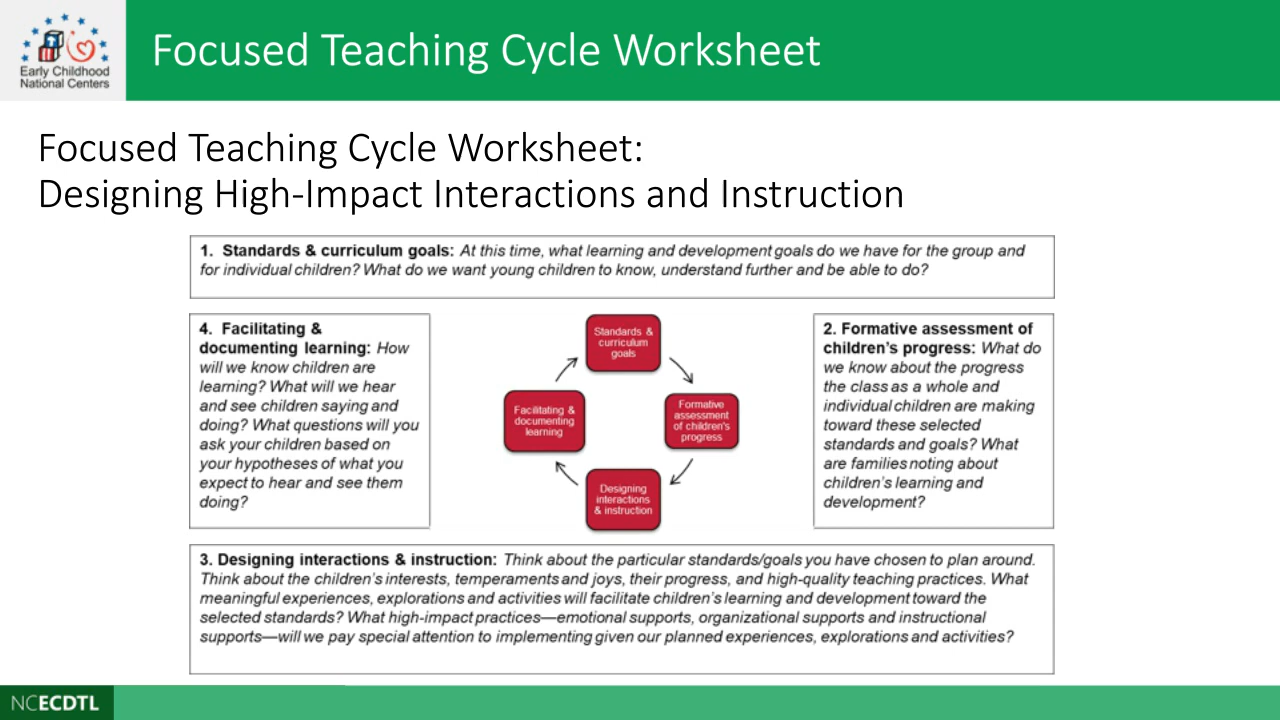 Early Childhood
National Centers
Focused Teaching Cycle Worksheet
Focused Teaching Cycle Worksheet:
Designing High-Impact Interactions and Instruction
1. Standards & curriculum goals: At this time, what learning and development goals do we have for the group and
for individual children? What do we want young children to know, understand further and be able to do?
4. Facilitating &
documenting learning: How
will we know children are
learning? What will we hear
and see children saying and
doing? What questions will you
ask your children based on
your hypotheses of what you
expect to hear and see them
doing?
Standards &
curriculum
goals
Facilitating &
documenting
learning
Formative
assessment
of children's
progress
Designing
interactions
& instruction
2. Formative assessment of
children's progress: What do
we know about the progress
the class as a whole and
individual children are making
toward these selected
standards and goals? What
are families noting about
children's learning and
development?
3. Designing interactions & instruction: Think about the particular standards/goals you have chosen to plan around.
Think about the children's interests, temperaments and joys, their progress, and high-quality teaching practices. What
meaningful experiences, explorations and activities will facilitate children's learning and development toward the
selected standards? What high-impact practices—emotional supports, organizational supports and instructional
supports—will we pay special attention to implementing given our planned experiences, explorations and activities?
NCECDTL